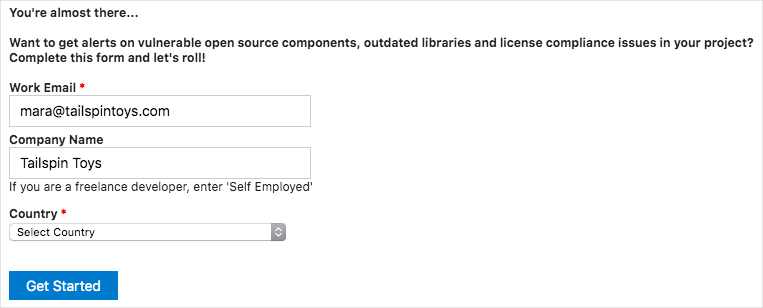 You're almost there...
Want to get alerts on vulnerable open source components, outdated libraries and license compliance issues in your project?
Complete this form and let's roll!
Work Email *
mara@tailspintoys.com
Company Name
Tailspin Toys
If you are a freelance developer, enter 'Self Employed'
Country *
Select Country
Get Started